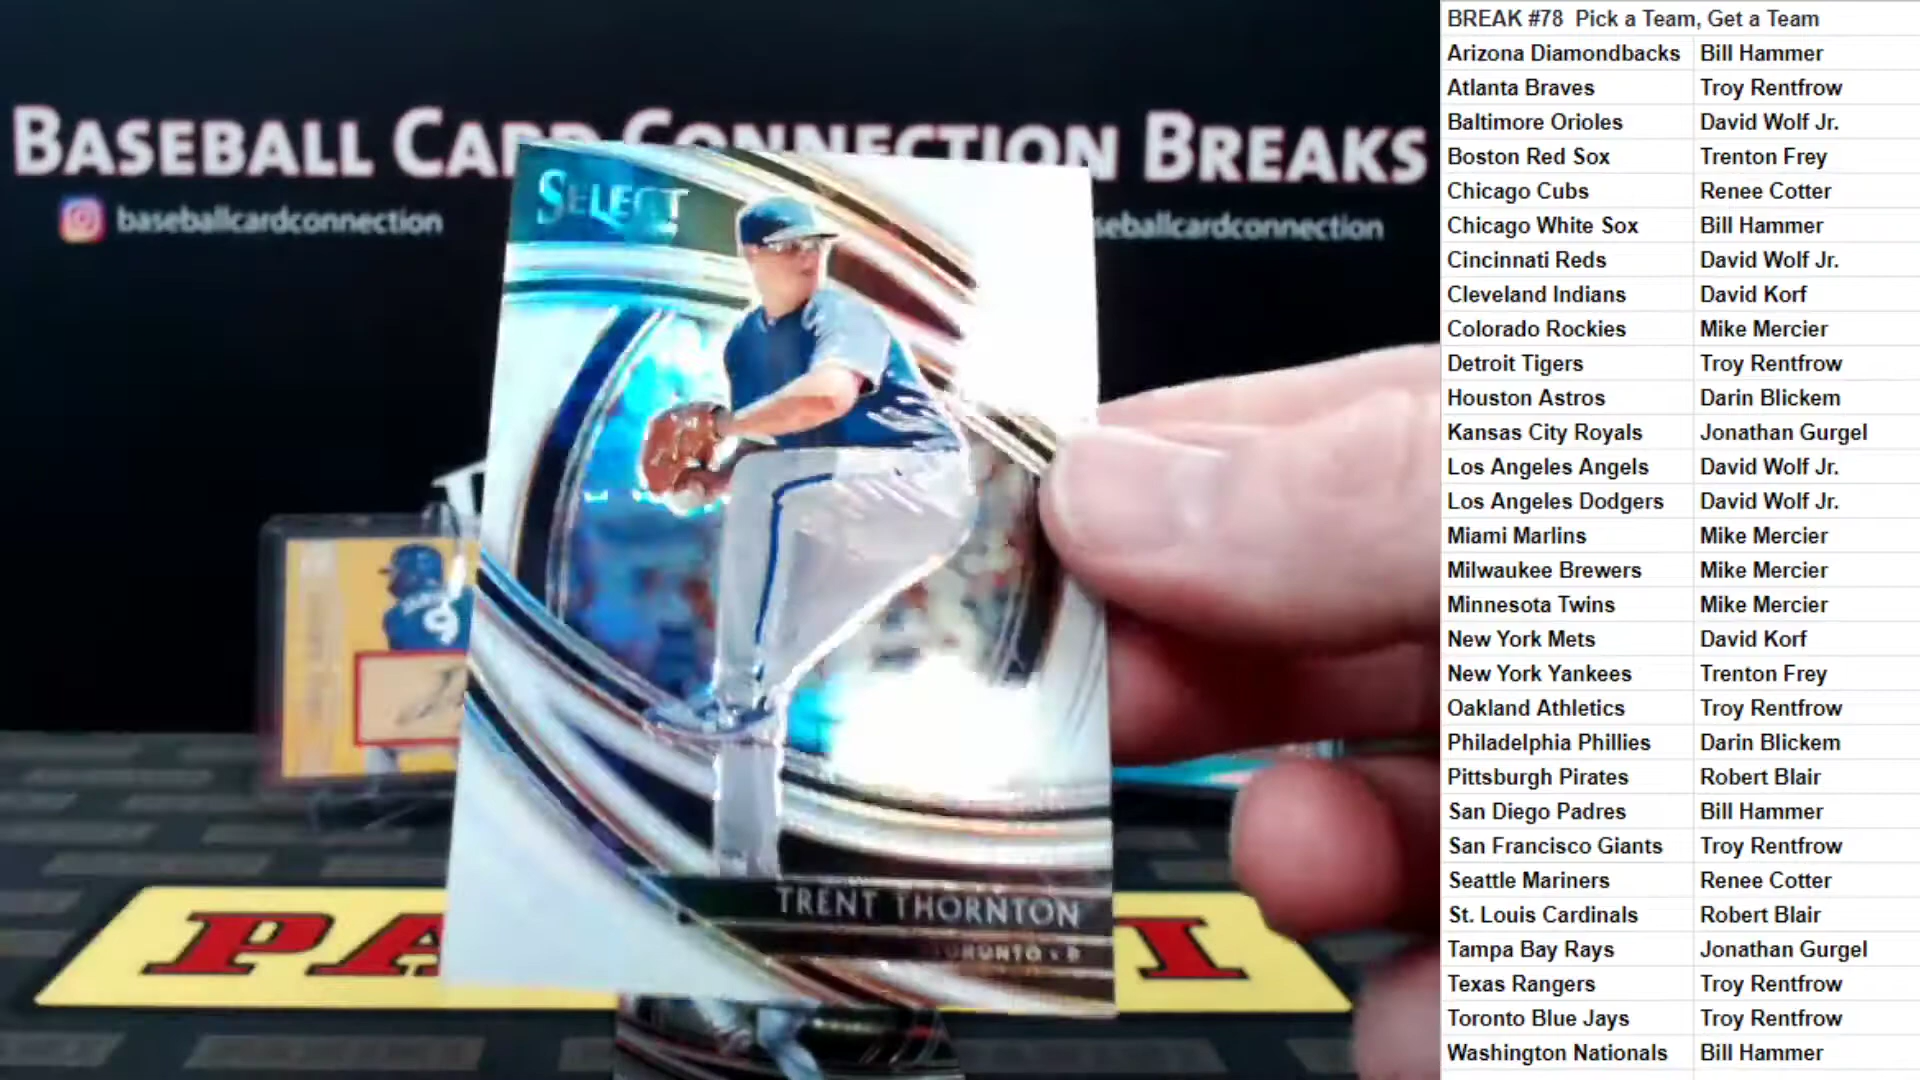 BASEBALL CARD CONNECTION BREAKS
baseballcardconnection
seballcardconnection
SELECT
9
TRENT THORNTON
TORONTO • P
PA
I
BREAK #78 Pick a Team, Get a Team
Arizona Diamondbacks Bill Hammer
Atlanta Braves Troy Rentfrow
Baltimore Orioles David Wolf Jr.
Boston Red Sox Trenton Frey
Chicago Cubs Renee Cotter
Chicago White Sox Bill Hammer
Cincinnati Reds David Wolf Jr.
Cleveland Indians David Korf
Colorado Rockies Mike Mercier
Detroit Tigers Troy Rentfrow
Houston Astros Darin Blickem
Kansas City Royals Jonathan Gurgel
Los Angeles Angels David Wolf Jr.
Los Angeles Dodgers David Wolf Jr.
Miami Marlins Mike Mercier
Milwaukee Brewers Mike Mercier
Minnesota Twins Mike Mercier
New York Mets David Korf
New York Yankees Trenton Frey
Oakland Athletics Troy Rentfrow
Philadelphia Phillies Darin Blickem
Pittsburgh Pirates Robert Blair
San Diego Padres Bill Hammer
San Francisco Giants Troy Rentfrow
Seattle Mariners Renee Cotter
St. Louis Cardinals Robert Blair
Tampa Bay Rays Jonathan Gurgel
Texas Rangers Troy Rentfrow
Toronto Blue Jays Troy Rentfrow
Washington Nationals Bill Hammer